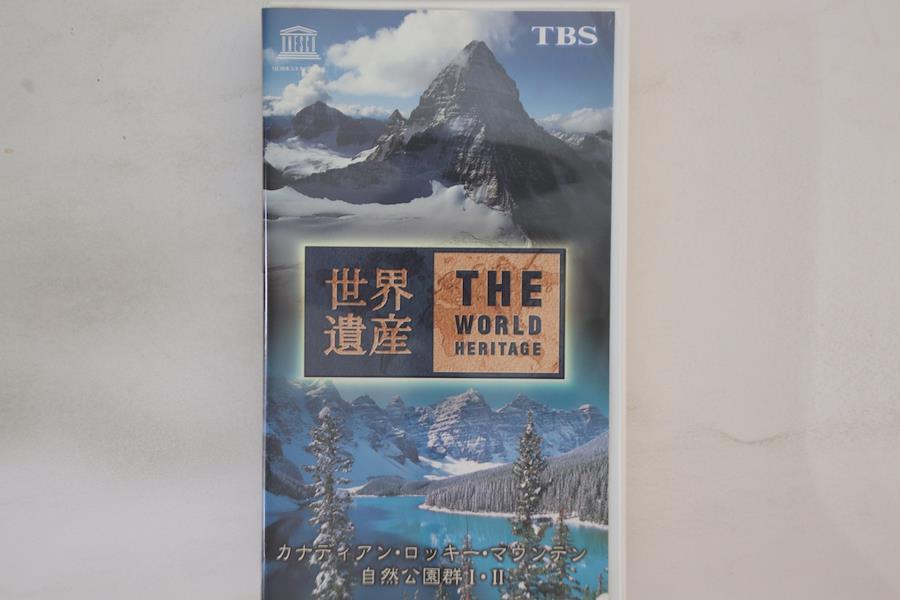 UNESCO
TBS
世界
遺産
THE
WORLD
HERITAGE
カナディアン・ロッキー・マウンテン
自然公園群I・II